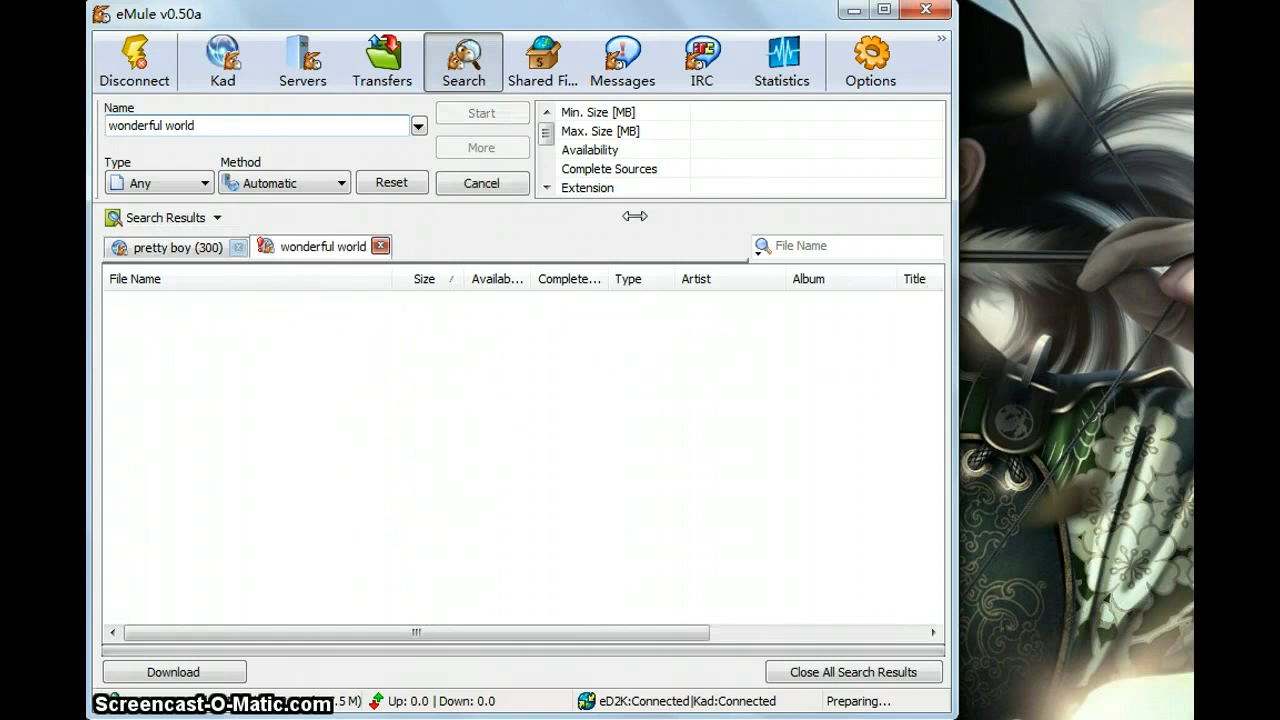 eMule v0.50a
Disconnect Kad Servers Transfers Search Shared Fi... Messages IRC Statistics Options
Name
wonderful world
Start
More
Type Method
Any Automatic Reset Cancel
Min. Size [MB]
Max. Size [MB]
Availability
Complete Sources
Extension
Search Results
pretty boy (300) wonderful world File Name
File Name Size Availab... Complete... Type Artist Album Title
Download Close All Search Results
.5 M) Up: 0.0 | Down: 0.0 eD2K:Connected|Kad:Connected Preparing...
Screencast-O-Matic.com